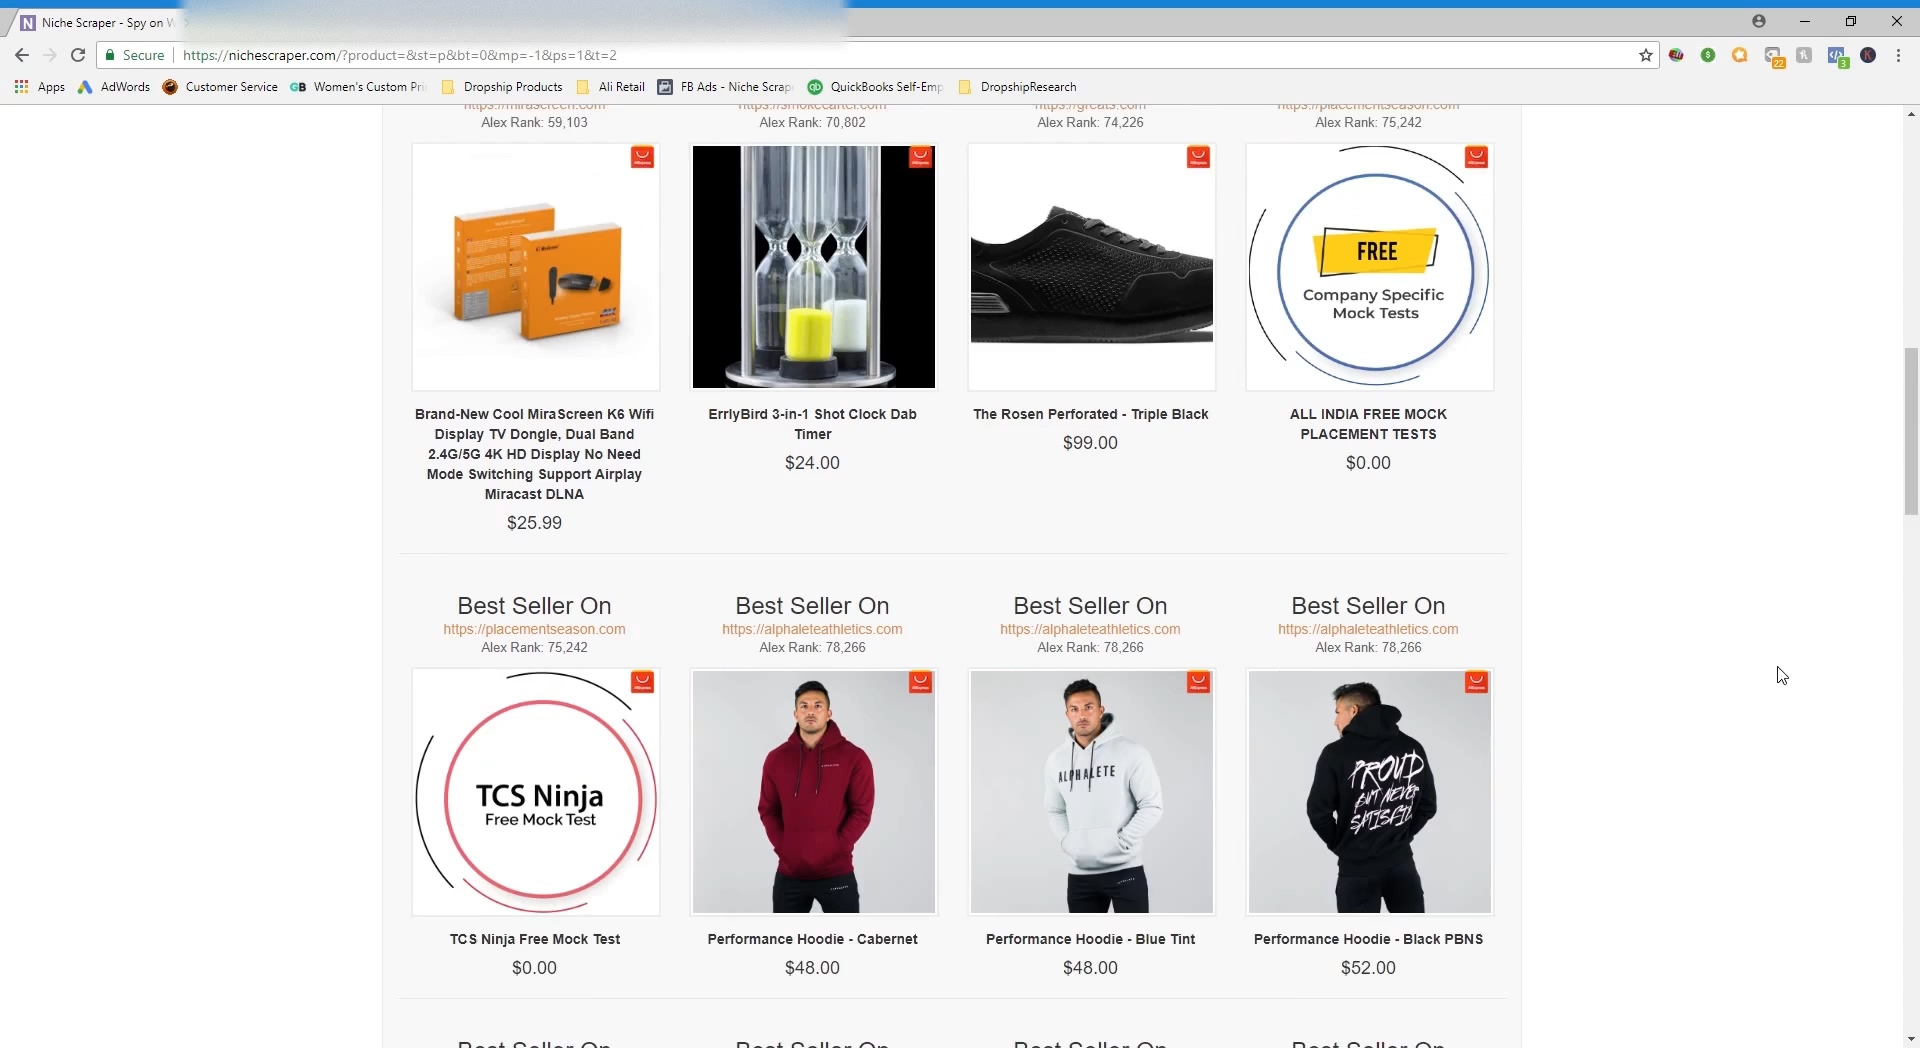 Niche Scraper - Spy on W
Secure
https://nichescraper.com/?product=&st=p&bt=0&mp=-1&ps=1&t=2
22
3
K
Apps
AdWords
Customer Service
GB
Women's Custom Pri
Dropship Products
Ali Retail
FB Ads - Niche Scrap
QuickBooks Self-Emp
DropshipResearch
https://mirascreen.com
https://smokecartel.com
https://greats.com
https://placementseason.com
Alex Rank: 59,103
Alex Rank: 70,802
Alex Rank: 74,226
Alex Rank: 75,242
FREE
Company Specific
Mock Tests
Brand-New Cool MiraScreen K6 Wifi
Display TV Dongle, Dual Band
2.4G/5G 4K HD Display No Need
Mode Switching Support Airplay
Miracast DLNA
$25.99
ErrlyBird 3-in-1 Shot Clock Dab
Timer
$24.00
The Rosen Perforated - Triple Black
$99.00
ALL INDIA FREE MOCK
PLACEMENT TESTS
$0.00
Best Seller On
https://placementseason.com
Alex Rank: 75,242
Best Seller On
https://alphaleteathletics.com
Alex Rank: 78,266
Best Seller On
https://alphaleteathletics.com
Alex Rank: 78,266
Best Seller On
https://alphaleteathletics.com
Alex Rank: 78,266
TCS Ninja
Free Mock Test
ALPHALETE
PROUD
BUT NEVER
TCS Ninja Free Mock Test
$0.00
Performance Hoodie - Cabernet
$48.00
Performance Hoodie - Blue Tint
$48.00
Performance Hoodie - Black PBNS
$52.00
Best Seller On
Best Seller On
Best Seller On
Best Seller On